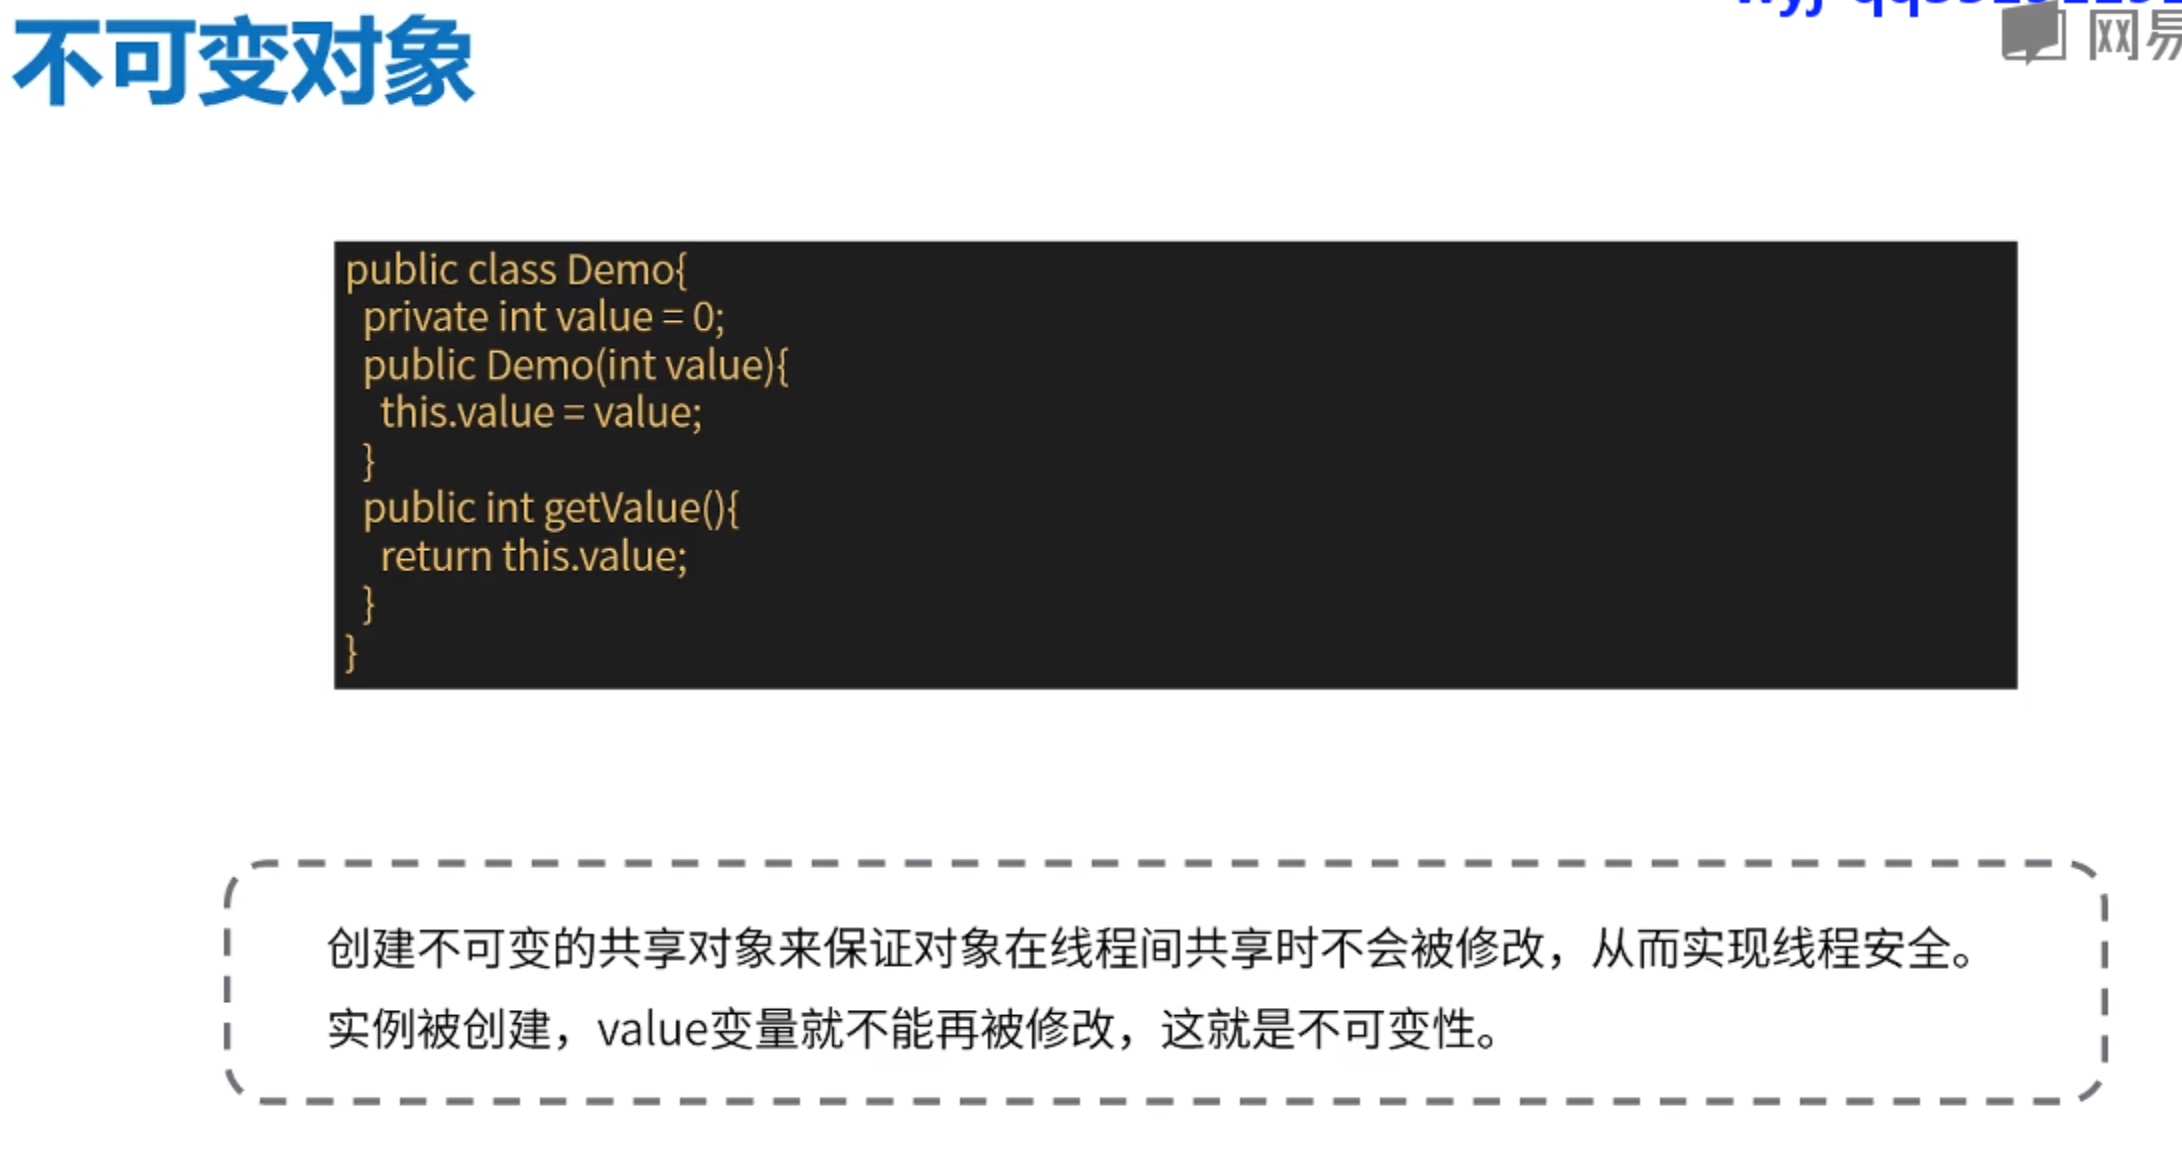 不可变对象
网易
public class Demo{
private int value = 0;
public Demo(int value){
this.value = value;
}
public int getValue(){
return this.value;
}
}
创建不可变的共享对象来保证对象在线程间共享时不会被修改，从而实现线程安全。
实例被创建，value变量就不能再被修改，这就是不可变性。